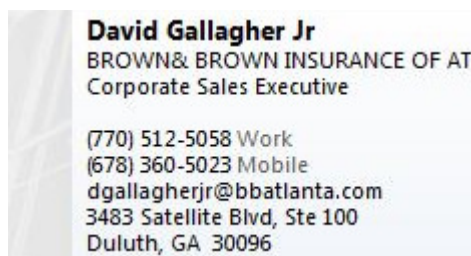 David Gallagher Jr
BROWN& BROWN INSURANCE OF AT
Corporate Sales Executive
(770) 512-5058 Work
(678) 360-5023 Mobile
dgallagherjr@bbatlanta.com
3483 Satellite Blvd, Ste 100
Duluth, GA 30096